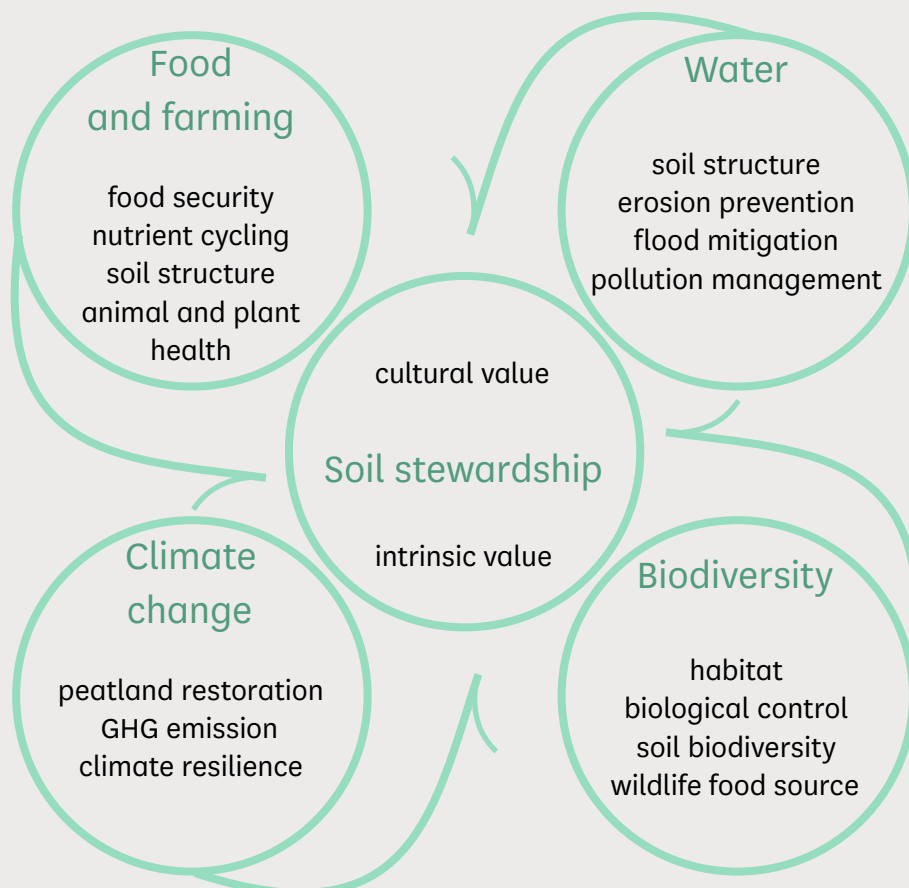 Food
and farming
food security
nutrient cycling
soil structure
animal and plant
health
Water
soil structure
erosion prevention
flood mitigation
pollution management
cultural value
Soil stewardship
intrinsic value
Climate
change
peatland restoration
GHG emission
climate resilience
Biodiversity
habitat
biological control
soil biodiversity
wildlife food source